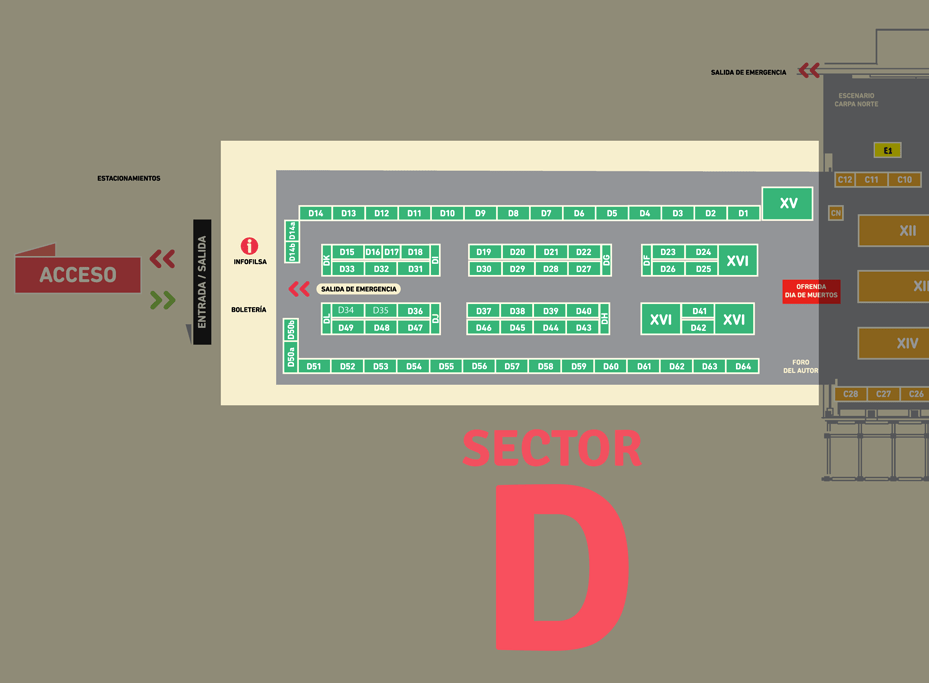 SALIDA DE EMERGENCIA
ESCENARIO
CARPA NORTE
E1
ESTACIONAMIENTOS
C12 C11 C10
XV
D14 D13 D12 D11 D10 D9 D8 D7 D6 D5 D4 D3 D2 D1
CN
D14a
D14b
XII
ENTRADA / SALIDA
ACCESO
INFOFILSA
DK D15 D16 D17 D18 DI
D33 D32 D31
D19 D20 D21 D22 DG
D30 D29 D28 D27
DF D23 D24 XVI
D26 D25
SALIDA DE EMERGENCIA
OFRENDA
DIA DE MUERTOS
BOLETERÍA
DL D34 D35 D36 DJ
D49 D48 D47
D37 D38 D39 D40 DH
D46 D45 D44 D43
XVI D41 XVI
D42
D50b
D50a
XIV
D51 D52 D53 D54 D55 D56 D57 D58 D59 D60 D61 D62 D63 D64
FORO
DEL AUTOR
C28 C27 C26
SECTOR
D